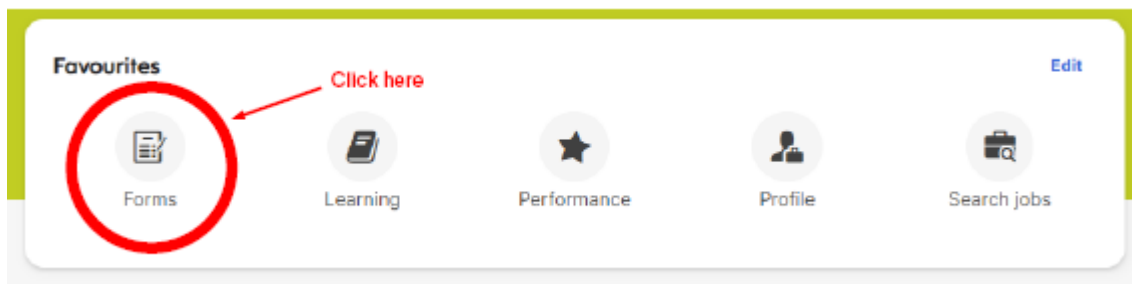 Favourites
Edit
Click here
Forms
Learning
Performance
Profile
Search jobs